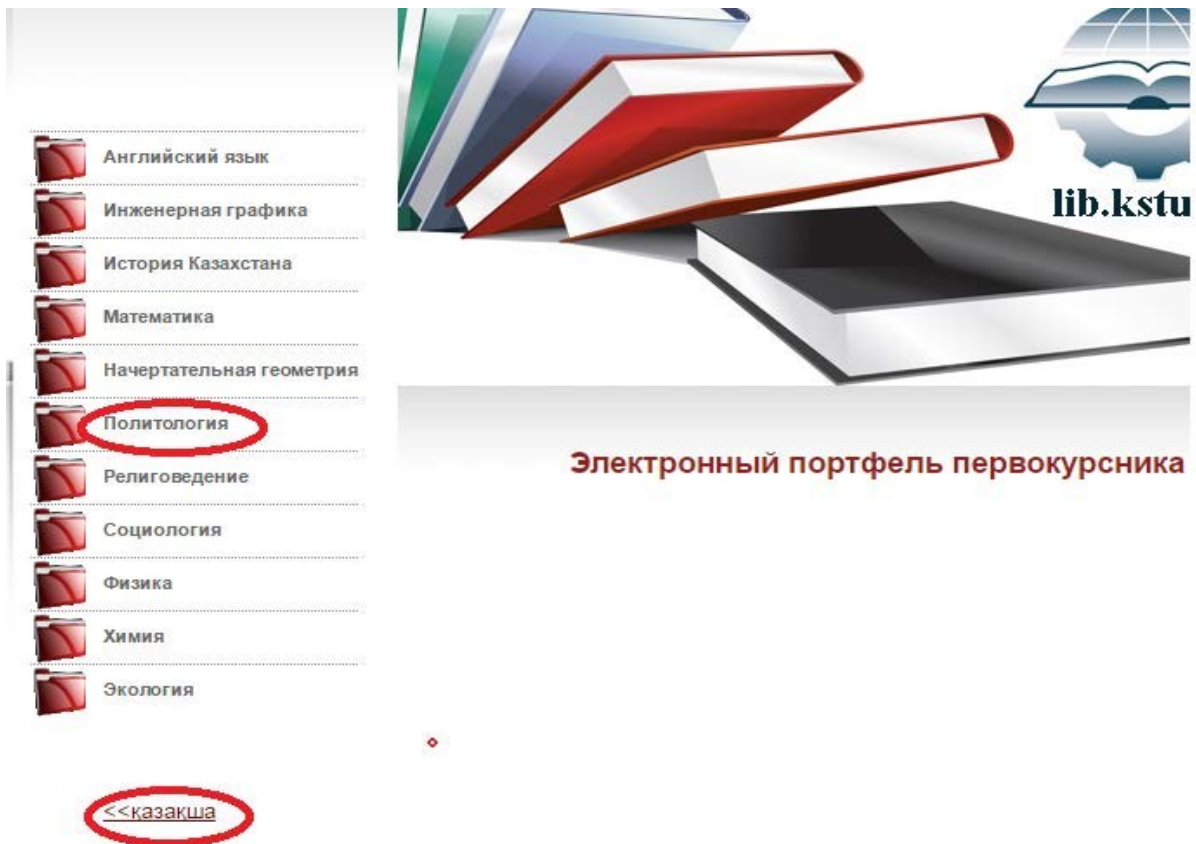 Английский язык
Инженерная графика
История Казахстана
Математика
Начертательная геометрия
Политология
Религоведение
Социология
Физика
Химия
Экология
<<қазақша
lib.kstu
Электронный портфель первокурсника